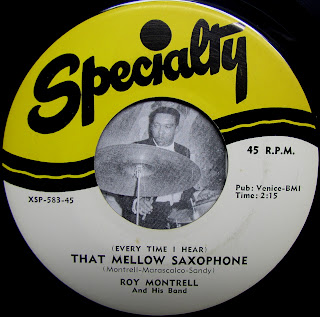 Specialty
45 R.P.M.
XSP-583-45
Pub: Venice-BMI
Time: 2:15
(EVERY TIME I HEAR)
THAT MELLOW SAXOPHONE
(Montrell-Marascalco-Sandy)
ROY MONTRELL
And His Band